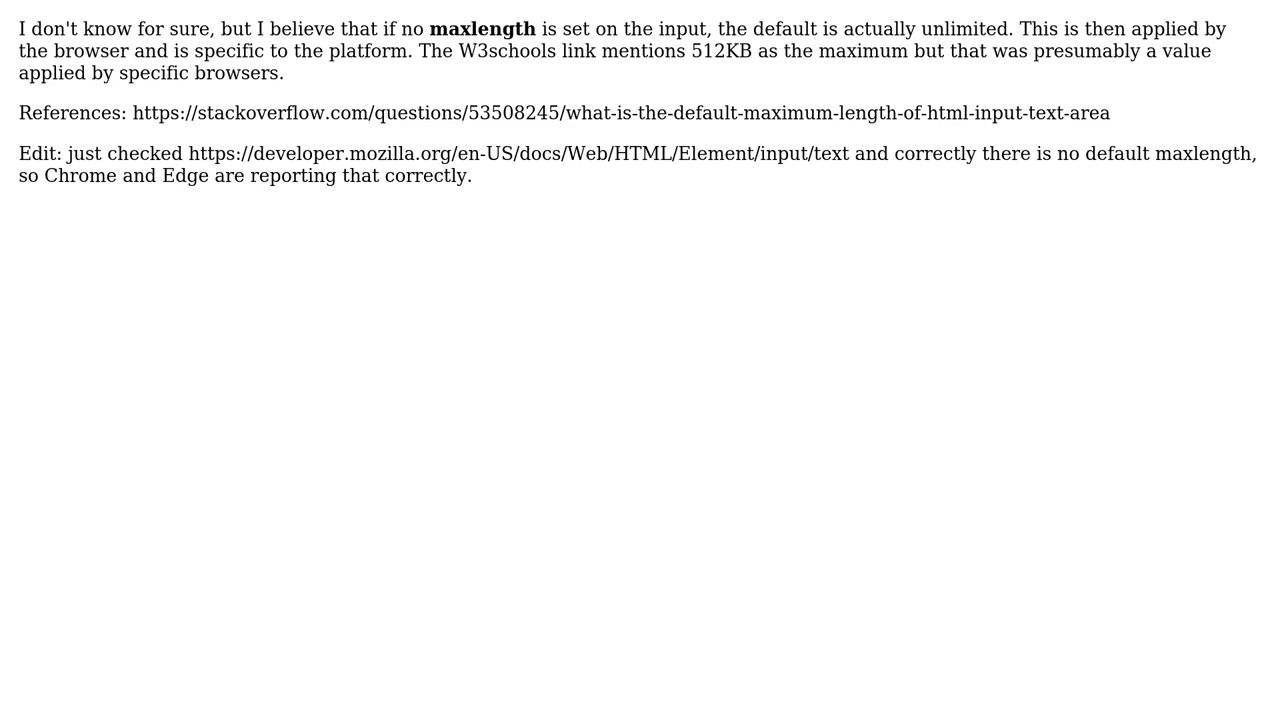 I don't know for sure, but I believe that if no maxlength is set on the input, the default is actually unlimited. This is then applied by
the browser and is specific to the platform. The W3schools link mentions 512KB as the maximum but that was presumably a value
applied by specific browsers.
References: https://stackoverflow.com/questions/53508245/what-is-the-default-maximum-length-of-html-input-text-area
Edit: just checked https://developer.mozilla.org/en-US/docs/Web/HTML/Element/input/text and correctly there is no default maxlength,
so Chrome and Edge are reporting that correctly.